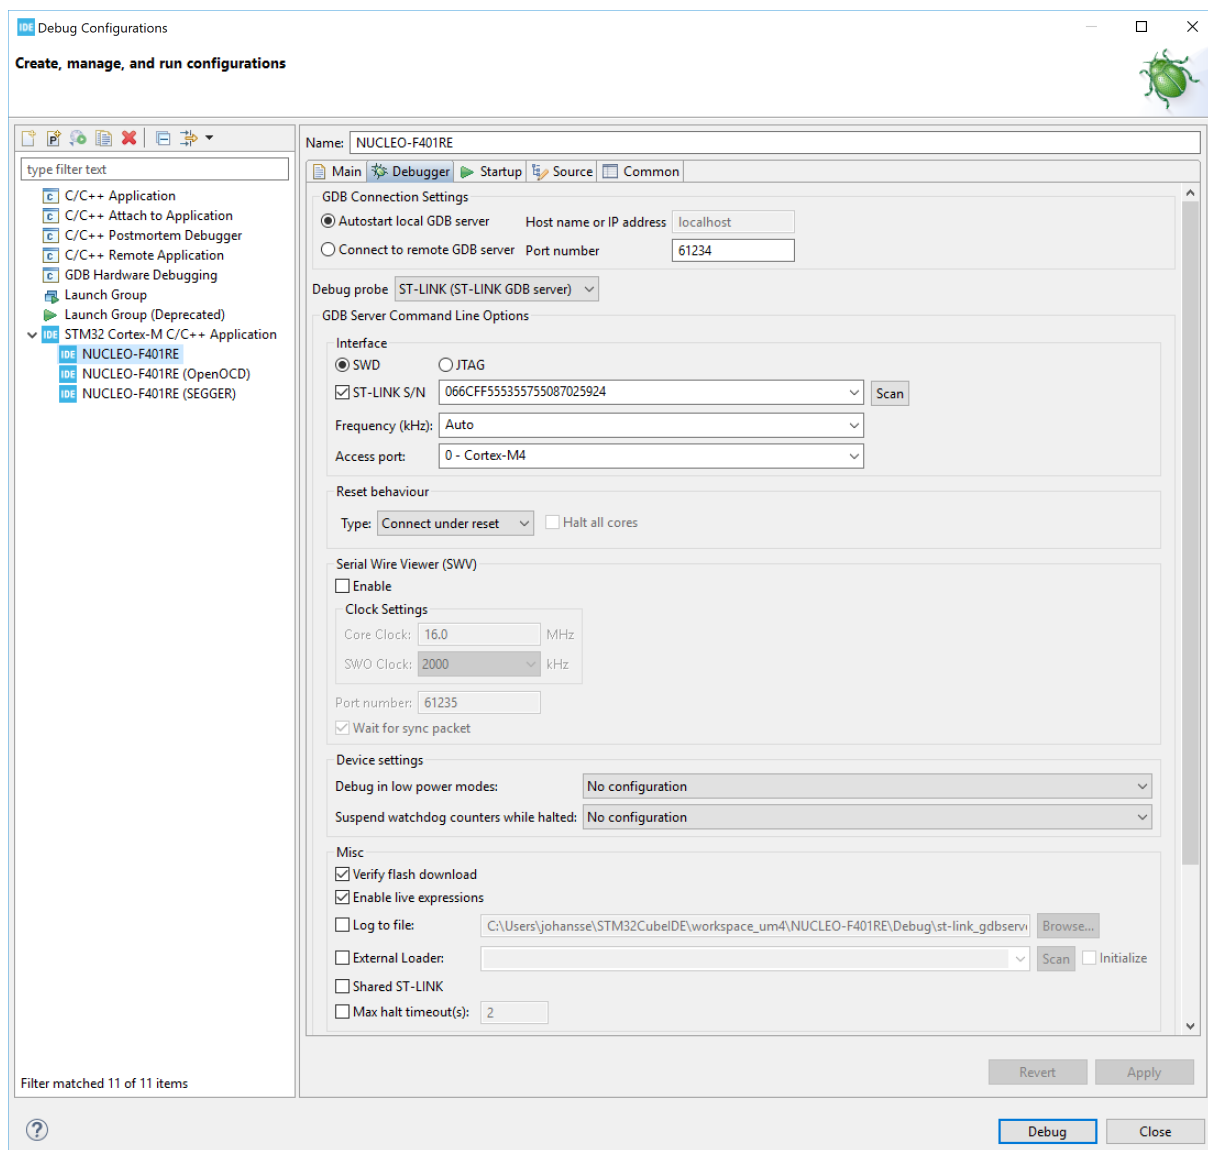 IDE Debug Configurations
Create, manage, and run configurations
type filter text
C/C++ Application
C/C++ Attach to Application
C/C++ Postmortem Debugger
C/C++ Remote Application
GDB Hardware Debugging
Launch Group
Launch Group (Deprecated)
IDE STM32 Cortex-M C/C++ Application
IDE NUCLEO-F401RE
IDE NUCLEO-F401RE (OpenOCD)
IDE NUCLEO-F401RE (SEGGER)
Filter matched 11 of 11 items
Name: NUCLEO-F401RE
Main Debugger Startup Source Common
GDB Connection Settings
Autostart local GDB server Host name or IP address localhost
Connect to remote GDB server Port number 61234
Debug probe ST-LINK (ST-LINK GDB server)
GDB Server Command Line Options
Interface
SWD JTAG
ST-LINK S/N 066CFF555355755087025924 Scan
Frequency (kHz): Auto
Access port: 0 - Cortex-M4
Reset behaviour
Type: Connect under reset Halt all cores
Serial Wire Viewer (SWV)
Enable
Clock Settings
Core Clock: 16.0 MHz
SWO Clock: 2000 kHz
Port number: 61235
Wait for sync packet
Device settings
Debug in low power modes: No configuration
Suspend watchdog counters while halted: No configuration
Misc
Verify flash download
Enable live expressions
Log to file: C:\Users\johansse\STM32CubeIDE\workspace_um4\NUCLEO-F401RE\Debug\st-link_gdbserv Browse...
External Loader: Scan Initialize
Shared ST-LINK
Max halt timeout(s): 2
Revert Apply
? Debug Close